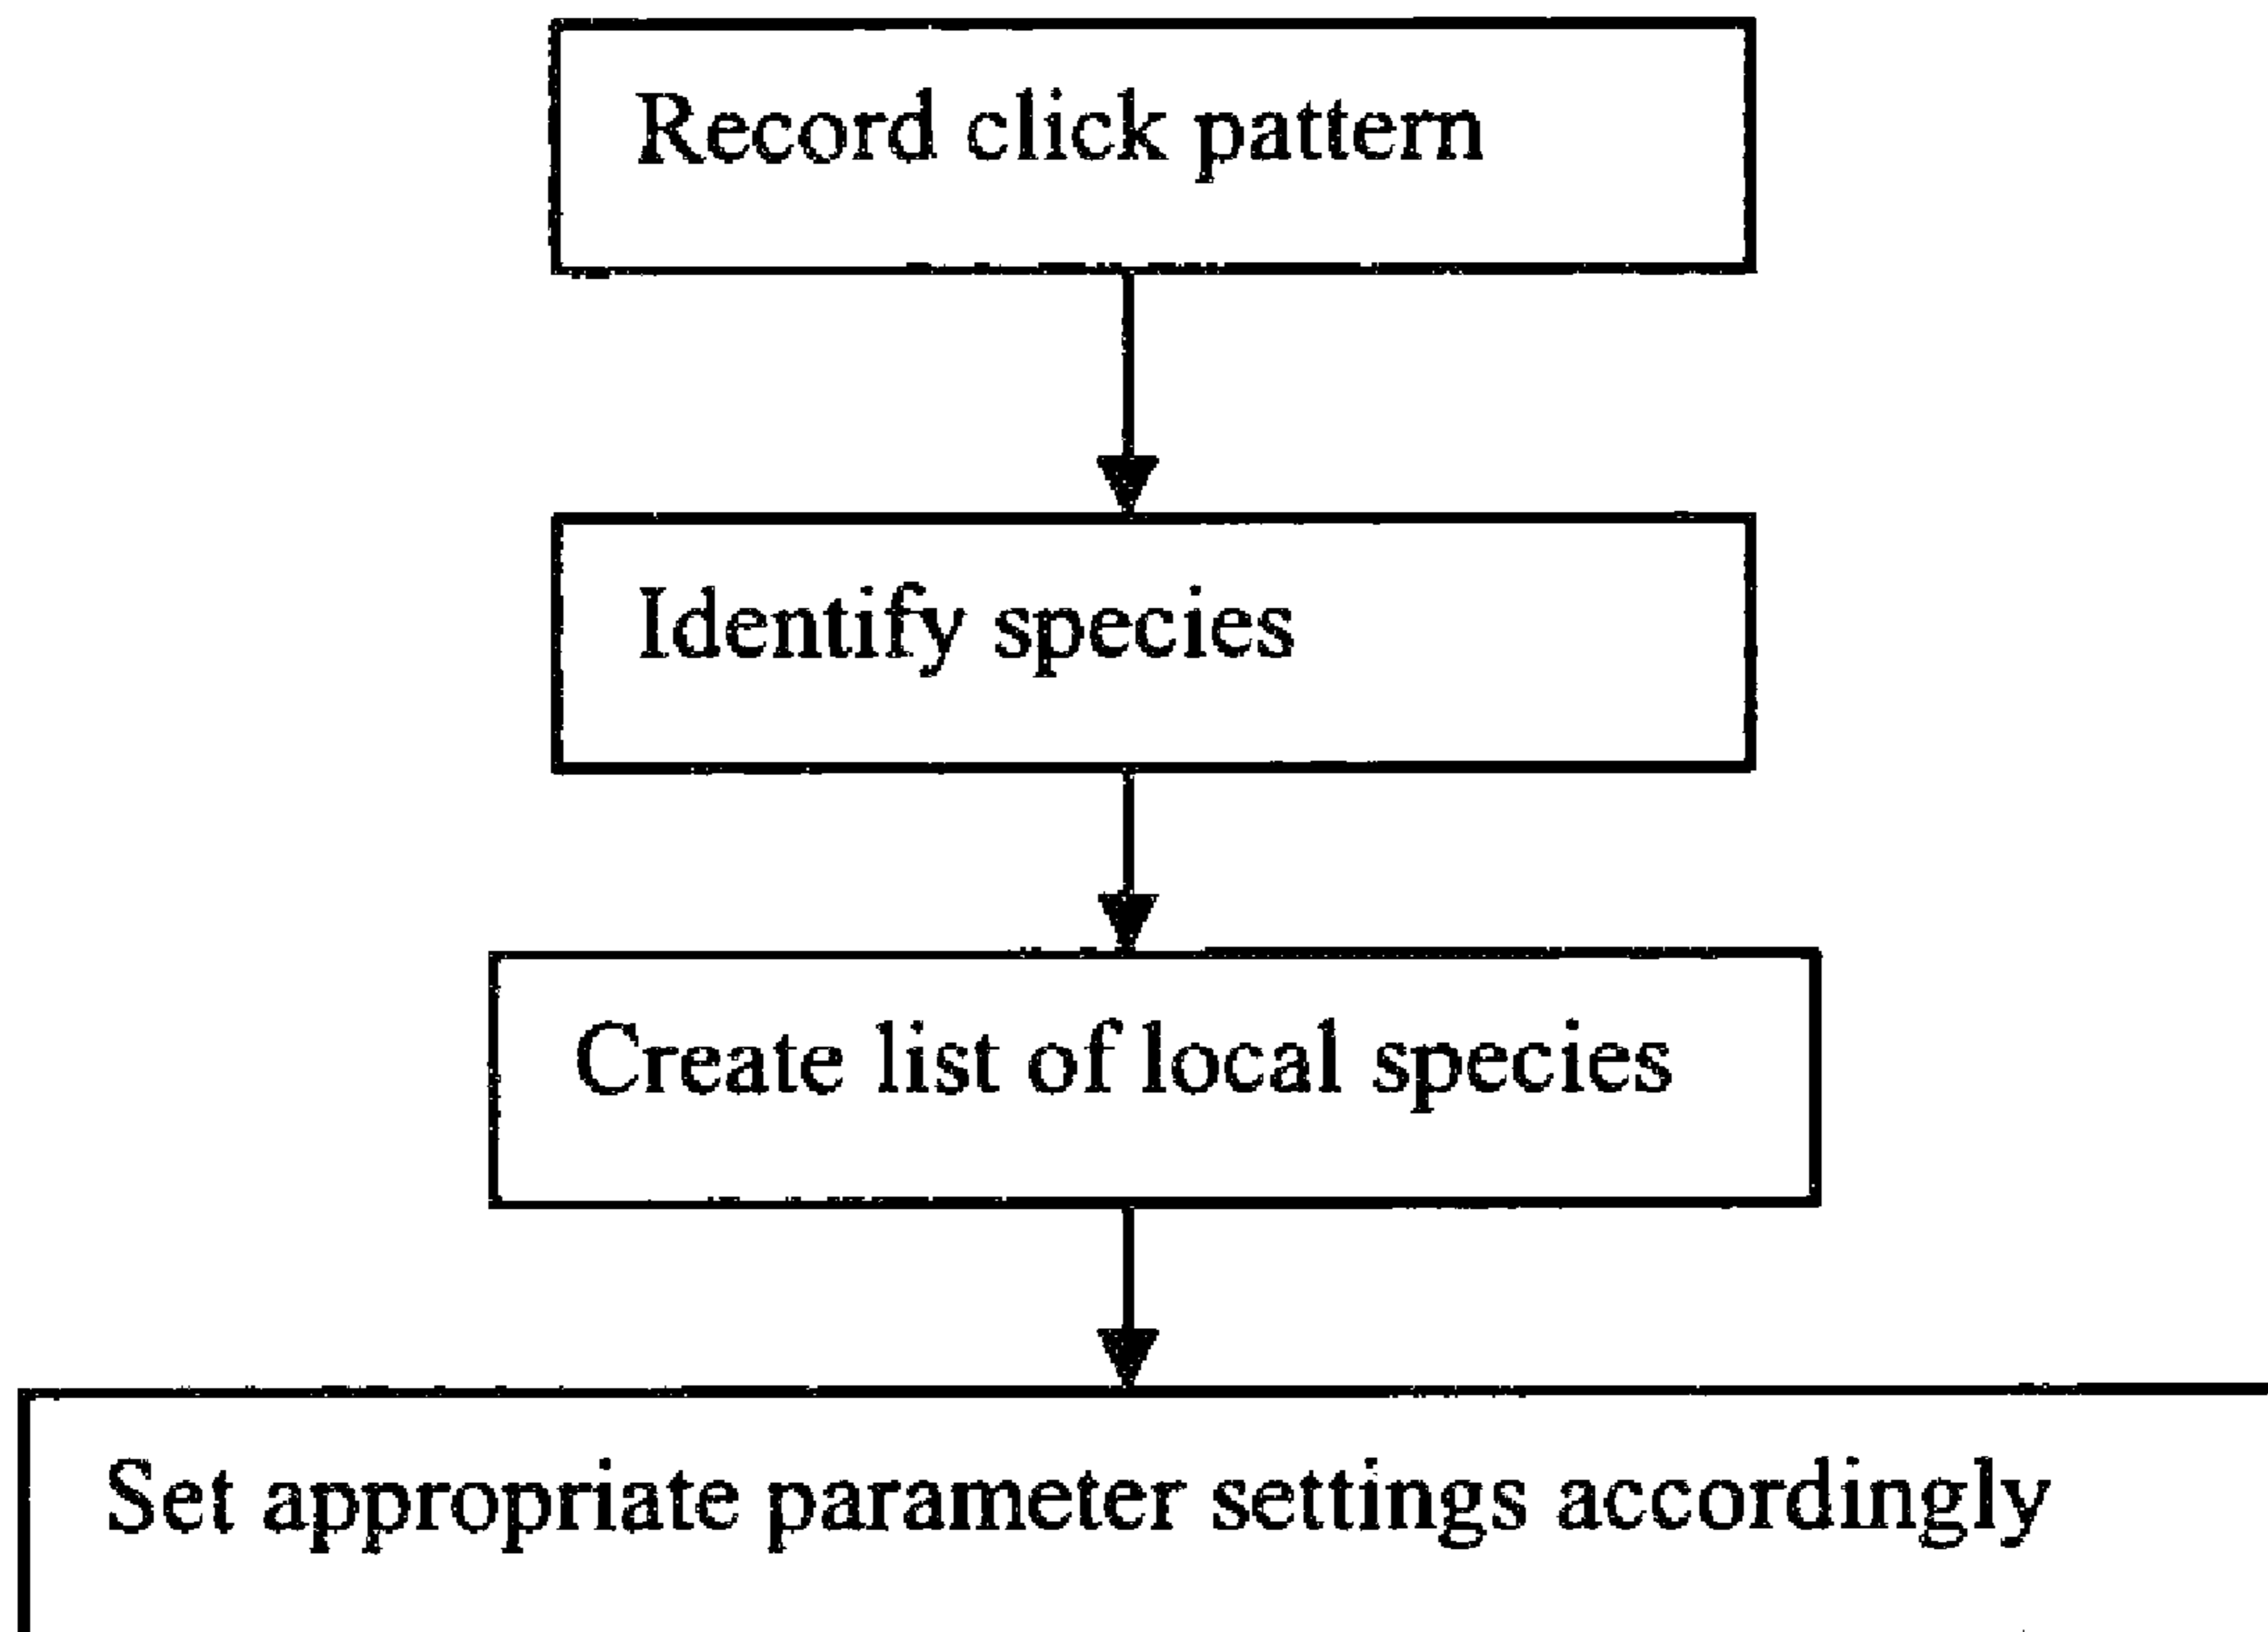 Record click pattern
Identify species
Create list of local species
Set appropriate parameter settings accordingly